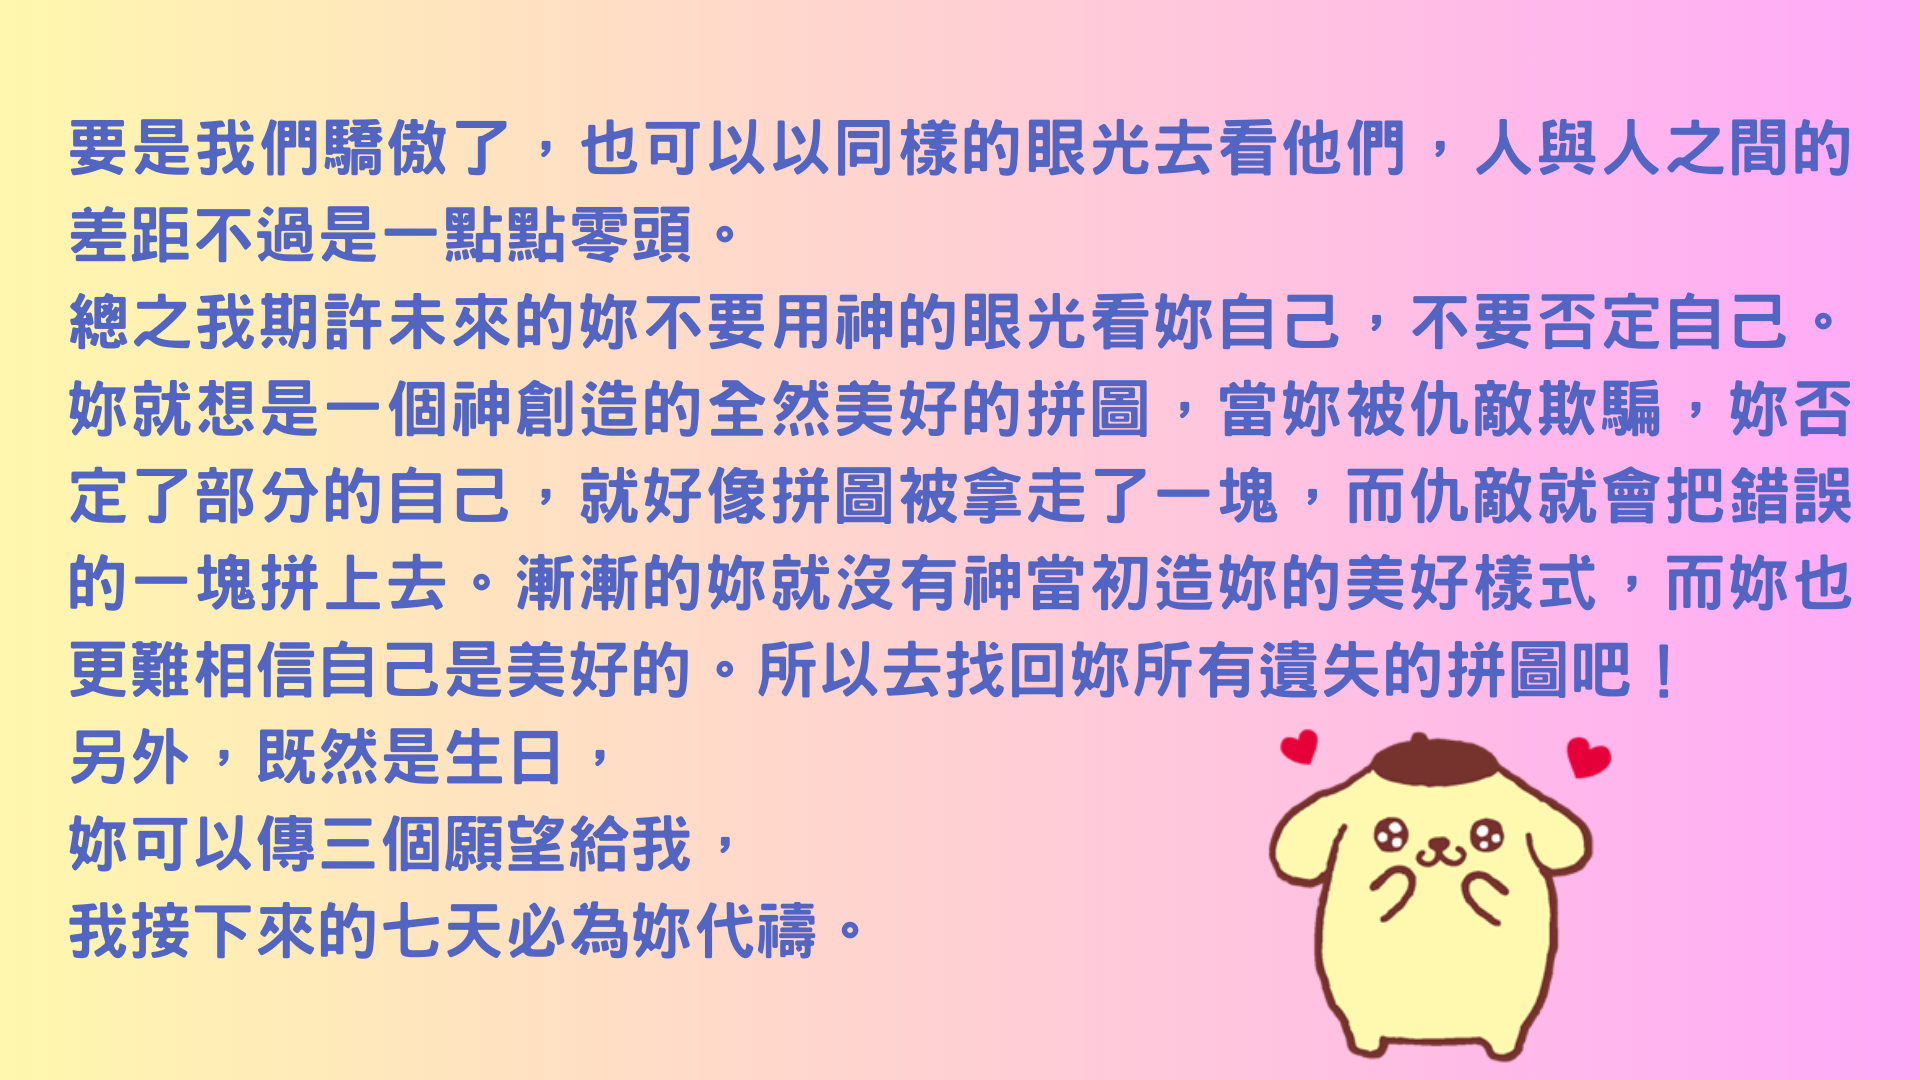 要是我們驕傲了，也可以以同樣的眼光去看他們，人與人之間的
差距不過是一點點零頭。
總之我期許未來的妳不要用神的眼光看妳自己，不要否定自己。
妳就想是一個神創造的全然美好的拼圖，當妳被仇敵欺騙，妳否
定了部分的自己，就好像拼圖被拿走了一塊，而仇敵就會把錯誤
的一塊拼上去。漸漸的妳就沒有神當初造妳的美好樣式，而妳也
更難相信自己是美好的。所以去找回妳所有遺失的拼圖吧！
另外，既然是生日，
妳可以傳三個願望給我，
我接下來的七天必為妳代禱。